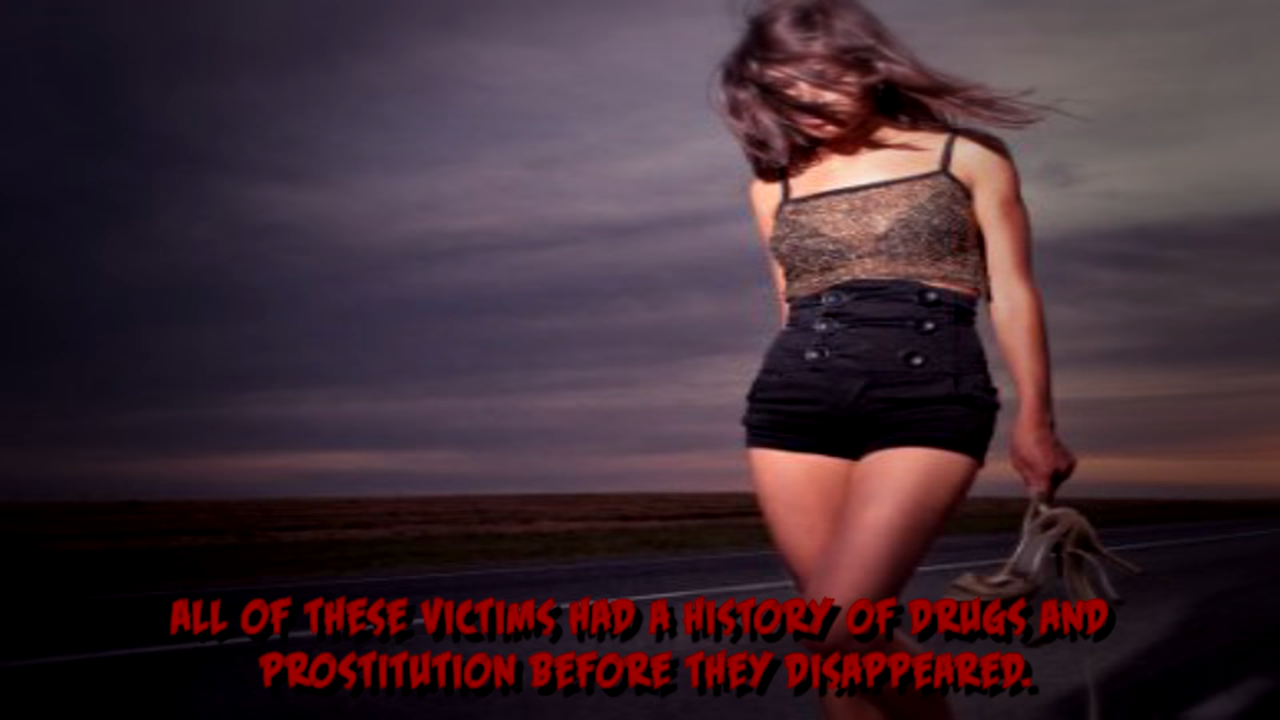 ALL OF THESE VICTIMS HAD A HISTORY OF DRUGS AND
PROSTITUTION BEFORE THEY DISAPPEARED.